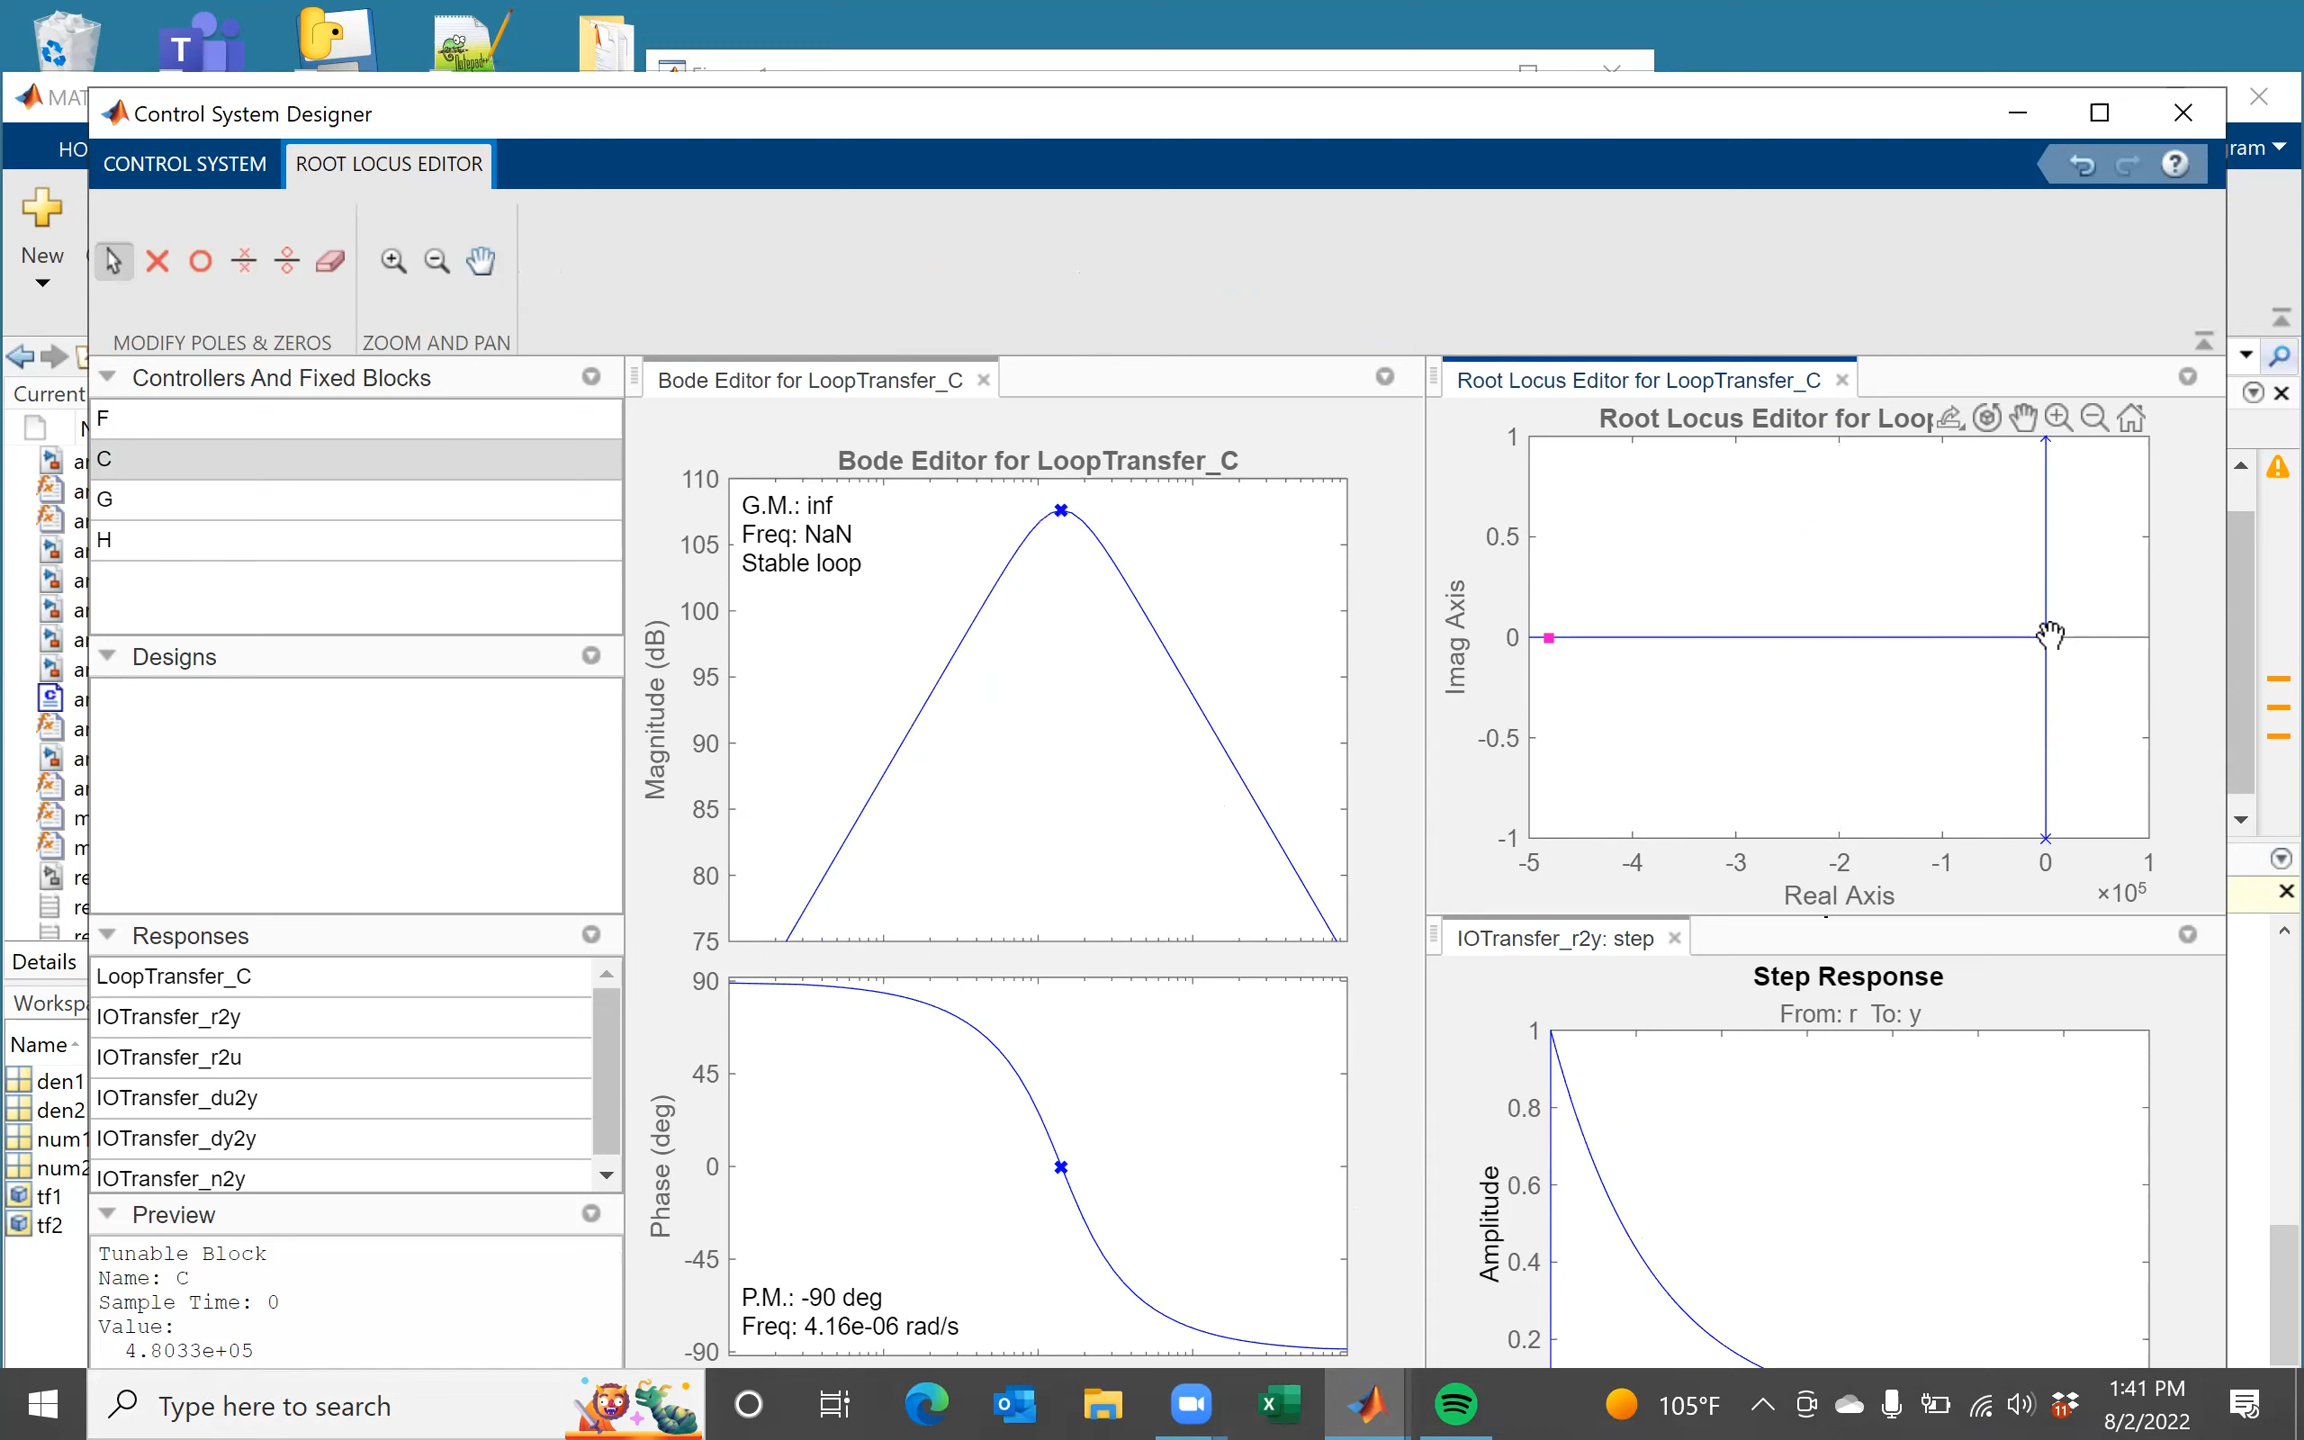 T
Notepad++
MAT
Control System Designer
HO
CONTROL SYSTEM
ROOT LOCUS EDITOR
ram
New
MODIFY POLES & ZEROS
ZOOM AND PAN
Current
Controllers And Fixed Blocks
F
C
G
H
Designs
Responses
LoopTransfer_C
IOTransfer_r2y
IOTransfer_r2u
IOTransfer_du2y
IOTransfer_dy2y
IOTransfer_n2y
Preview
Tunable Block
Name: C
Sample Time: 0
Value:
4.8033e+05
Details
Worksp
Name
den1
den2
num1
num2
tf1
tf2
Bode Editor for LoopTransfer_C
Bode Editor for LoopTransfer_C
G.M.: inf
Freq: NaN
Stable loop
Magnitude (dB)
110
105
100
95
90
85
80
75
Phase (deg)
90
45
0
-45
-90
P.M.: -90 deg
Freq: 4.16e-06 rad/s
Root Locus Editor for LoopTransfer_C
Root Locus Editor for Loop
Imag Axis
1
0.5
0
-0.5
-1
-5 -4 -3 -2 -1 0 1
×10⁵
Real Axis
IOTransfer_r2y: step
Step Response
From: r To: y
Amplitude
1
0.8
0.6
0.4
0.2
Type here to search
105°F
11
1:41 PM
8/2/2022